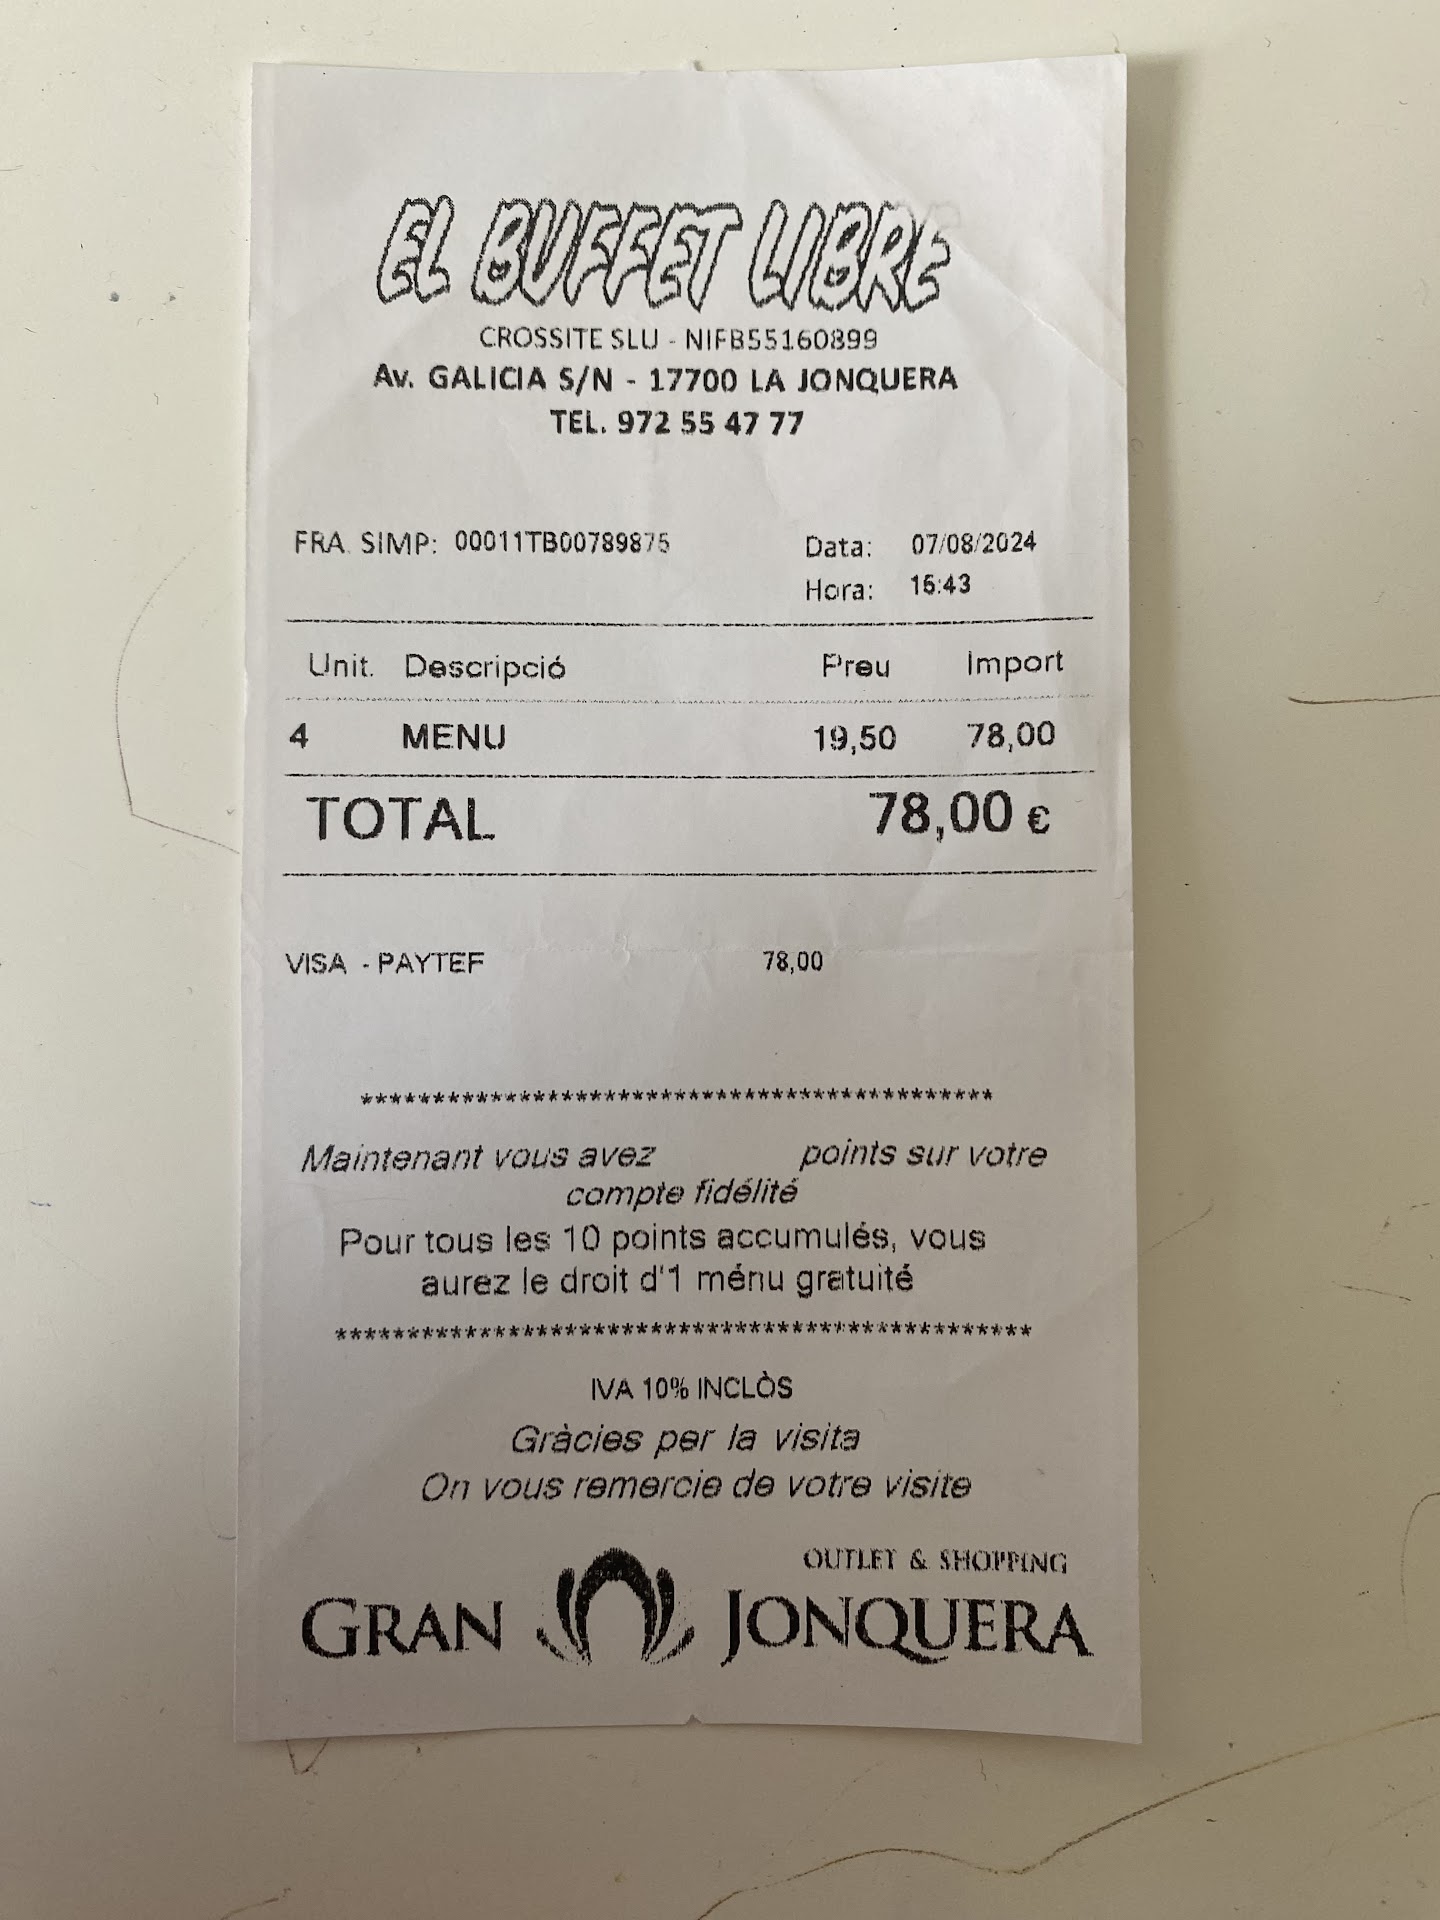 EL BUFFET LIBRE
CROSSITE SLU - NIFB55160899
Av. GALICIA S/N - 17700 LA JONQUERA
TEL. 972 55 47 77
FRA. SIMP: 00011TB00789875 Data: 07/08/2024
Hora: 15:43
Unit. Descripció Preu Import
4 MENU 19,50 78,00
TOTAL 78,00 €
VISA - PAYTEF 78,00
********************************************
Maintenant vous avez points sur votre
compte fidélité
Pour tous les 10 points accumulés, vous
aurez le droit d'1 ménu gratuité
************************************************
IVA 10% INCLÒS
Gràcies per la visita
On vous remercie de votre visite
OUTLET & SHOPPING
GRAN JONQUERA